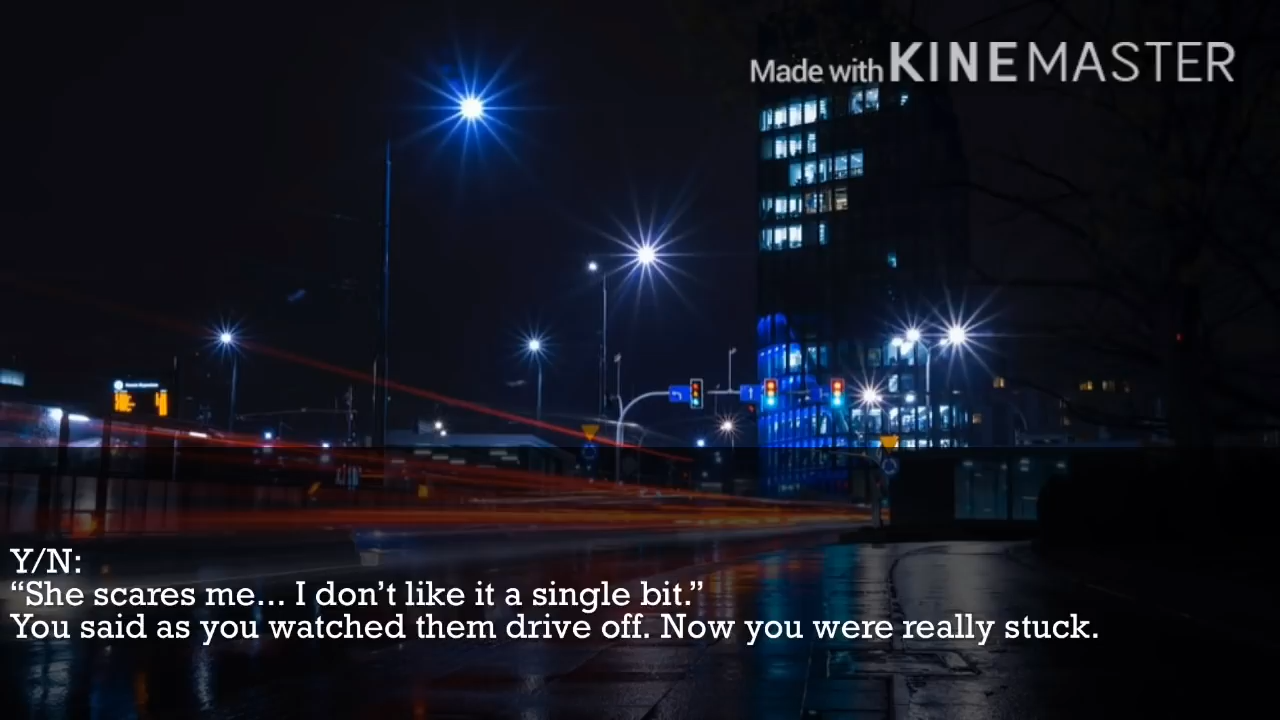 Made with KINEMASTER
Y/N:
“She scares me... I don’t like it a single bit.”
You said as you watched them drive off. Now you were really stuck.